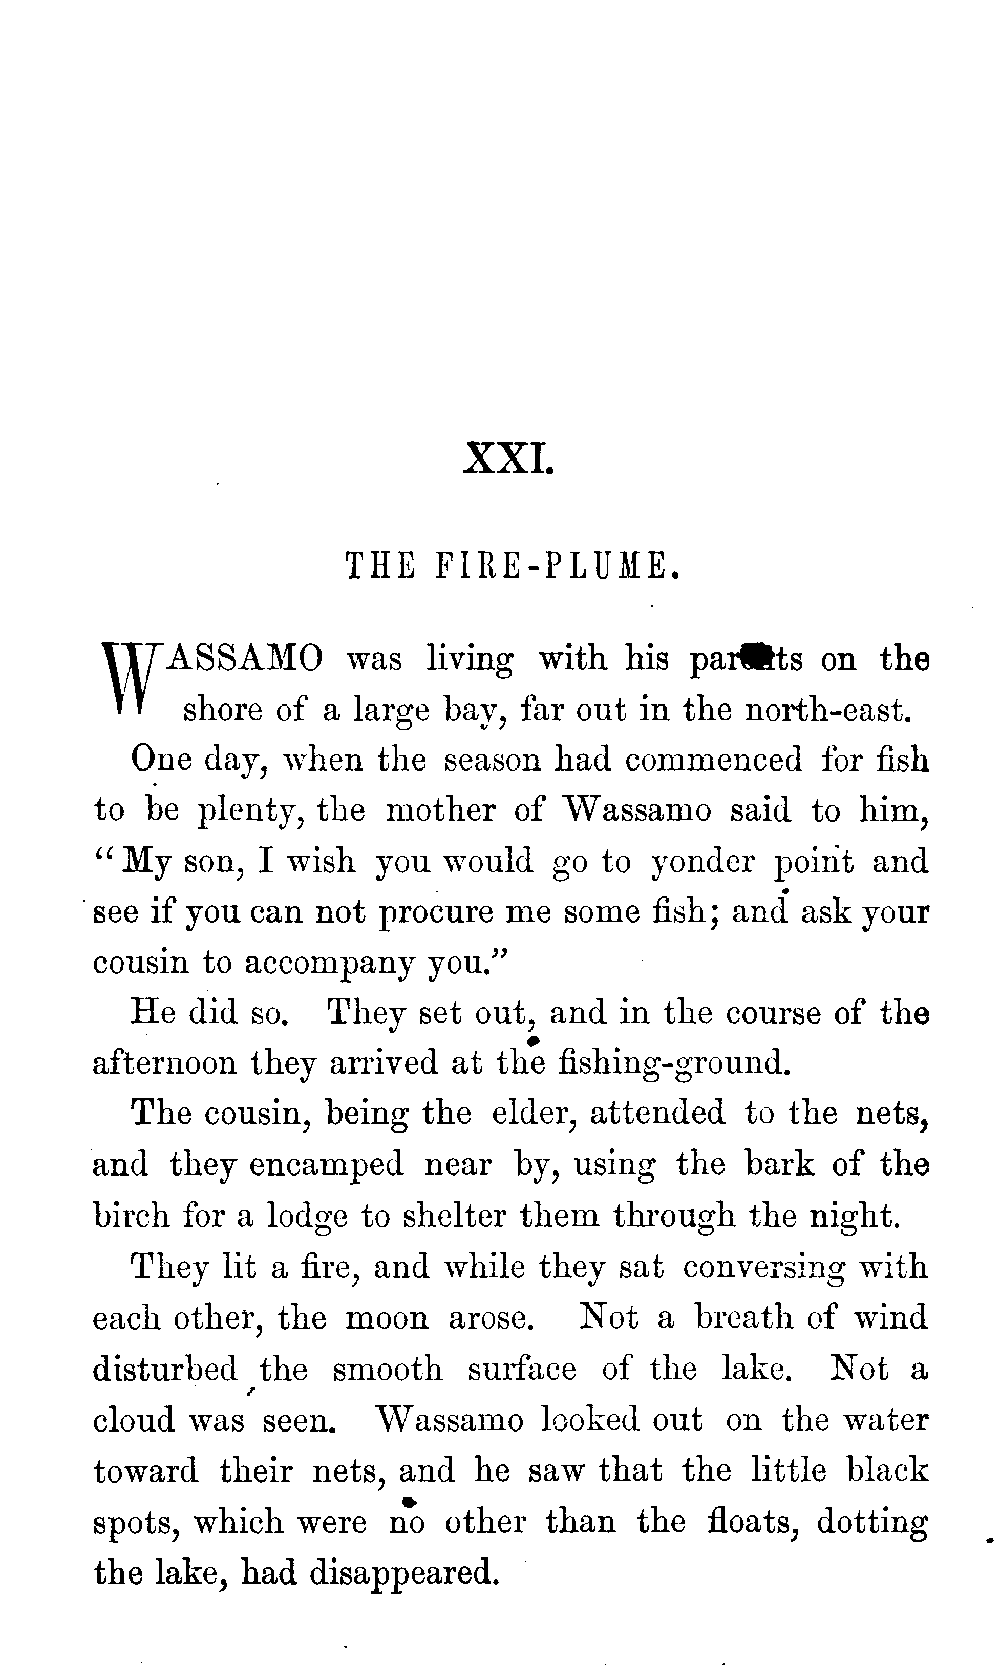 XXI.
THE FIRE-PLUME.
WASSAMO was living with his parents on the
shore of a large bay, far out in the north-east.
One day, when the season had commenced for fish
to be plenty, the mother of Wassamo said to him,
“My son, I wish you would go to yonder point and
see if you can not procure me some fish; and ask your
cousin to accompany you.”
He did so. They set out, and in the course of the
afternoon they arrived at the fishing-ground.
The cousin, being the elder, attended to the nets,
and they encamped near by, using the bark of the
birch for a lodge to shelter them through the night.
They lit a fire, and while they sat conversing with
each other, the moon arose. Not a breath of wind
disturbed the smooth surface of the lake. Not a
cloud was seen. Wassamo looked out on the water
toward their nets, and he saw that the little black
spots, which were no other than the floats, dotting
the lake, had disappeared.